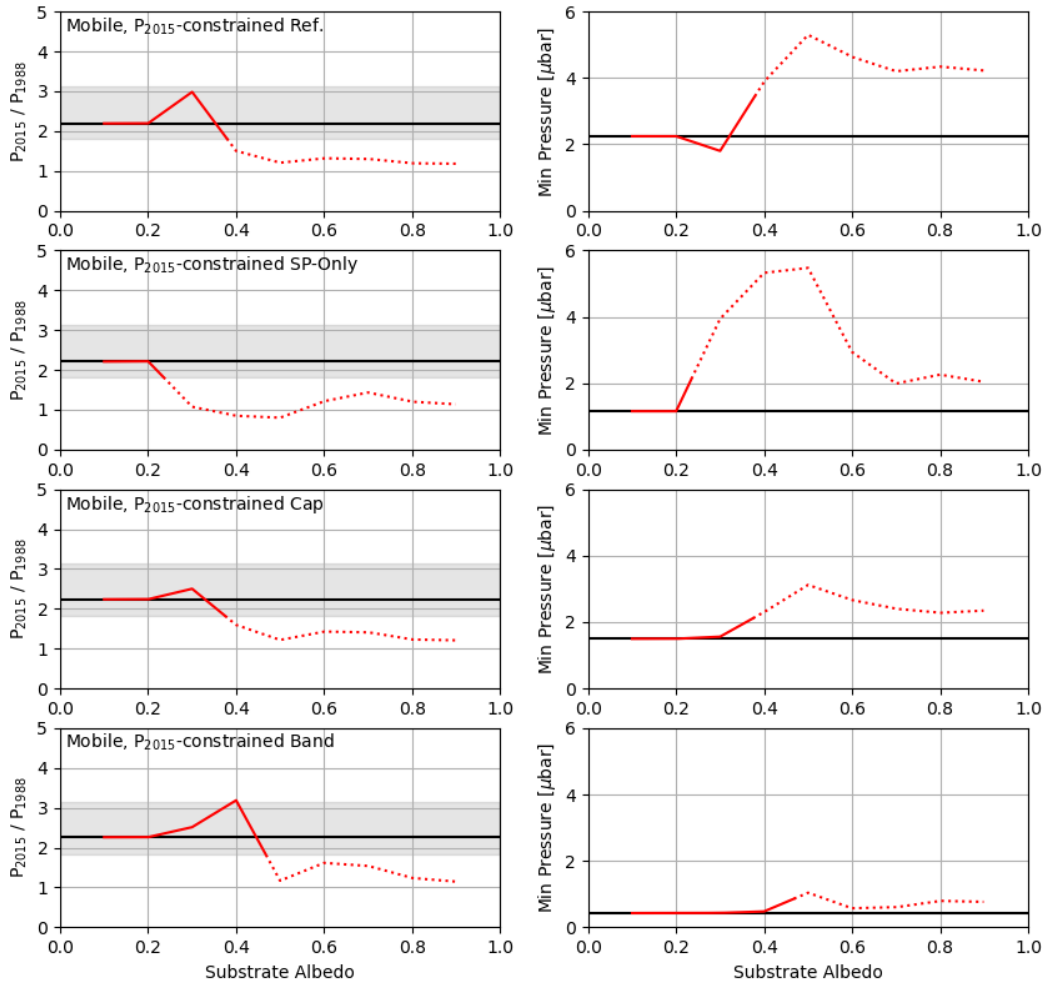 Mobile, P2015-constrained Ref.
P2015 / P1988
5
4
3
2
1
0
0.0 0.2 0.4 0.6 0.8 1.0
Min Pressure [μbar]
6
4
2
0
0.0 0.2 0.4 0.6 0.8 1.0
Mobile, P2015-constrained SP-Only
P2015 / P1988
5
4
3
2
1
0
0.0 0.2 0.4 0.6 0.8 1.0
Min Pressure [μbar]
6
4
2
0
0.0 0.2 0.4 0.6 0.8 1.0
Mobile, P2015-constrained Cap
P2015 / P1988
5
4
3
2
1
0
0.0 0.2 0.4 0.6 0.8 1.0
Min Pressure [μbar]
6
4
2
0
0.0 0.2 0.4 0.6 0.8 1.0
Mobile, P2015-constrained Band
P2015 / P1988
5
4
3
2
1
0
0.0 0.2 0.4 0.6 0.8 1.0
Substrate Albedo
Min Pressure [μbar]
6
4
2
0
0.0 0.2 0.4 0.6 0.8 1.0
Substrate Albedo